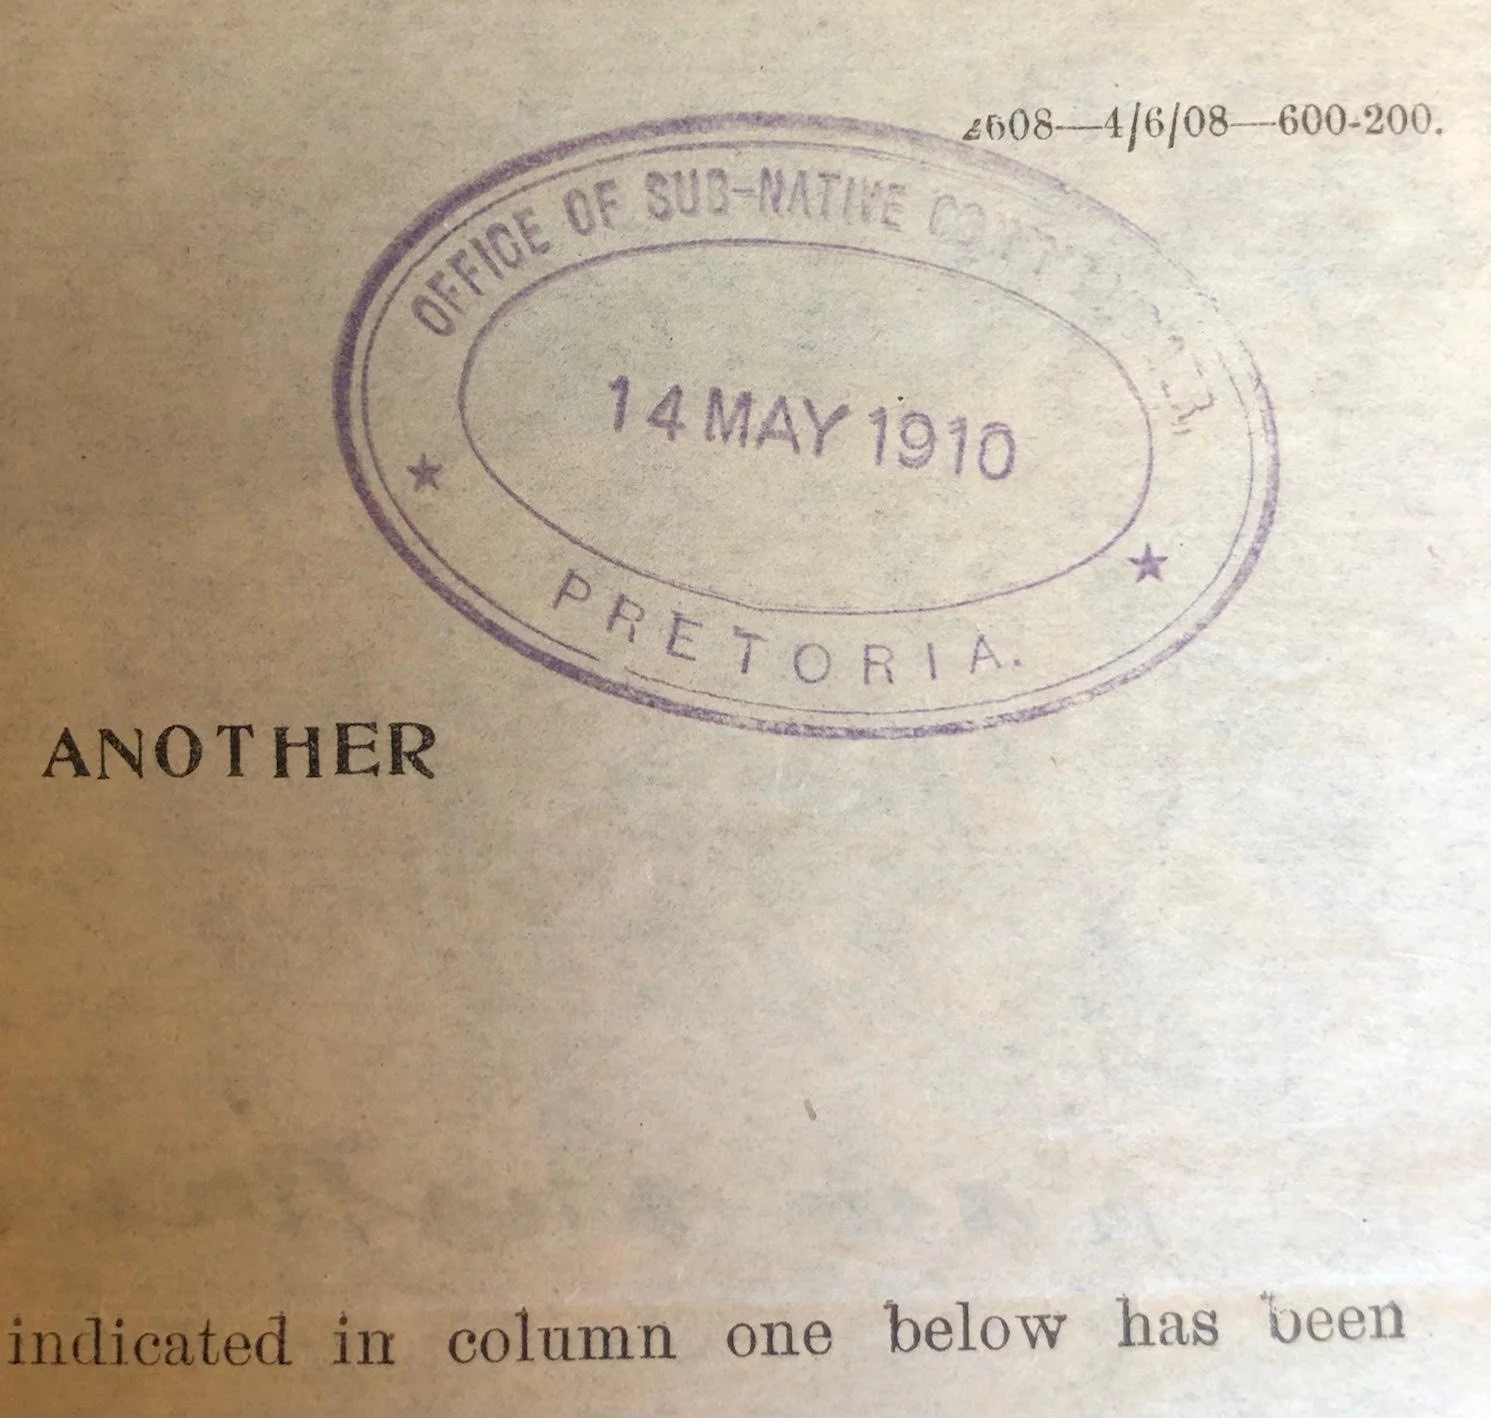 2608—4/6/08—600-200.
OFFICE OF SUB-NATIVE
14 MAY 1910
PRETORIA.
ANOTHER
indicated in column one below has been